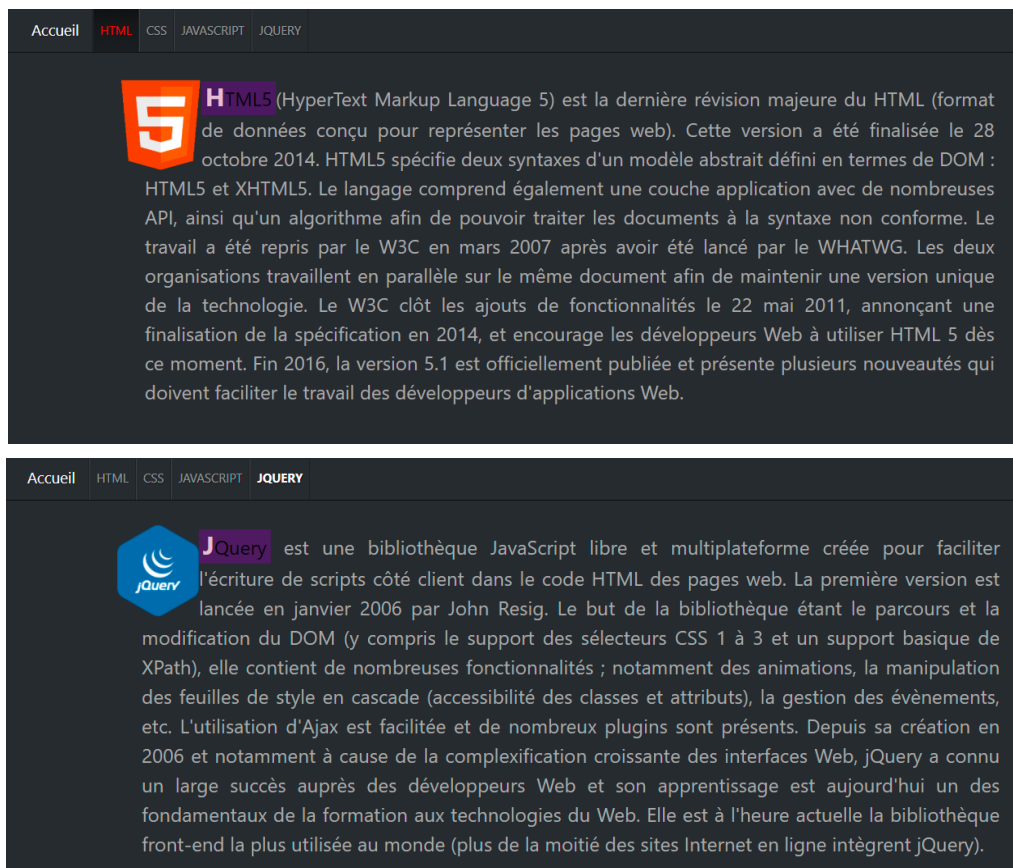 Accueil HTML CSS JAVASCRIPT JQUERY
5 HTML5 (HyperText Markup Language 5) est la dernière révision majeure du HTML (format
de données conçu pour représenter les pages web). Cette version a été finalisée le 28
octobre 2014. HTML5 spécifie deux syntaxes d'un modèle abstrait défini en termes de DOM :
HTML5 et XHTML5. Le langage comprend également une couche application avec de nombreuses
API, ainsi qu'un algorithme afin de pouvoir traiter les documents à la syntaxe non conforme. Le
travail a été repris par le W3C en mars 2007 après avoir été lancé par le WHATWG. Les deux
organisations travaillent en parallèle sur le même document afin de maintenir une version unique
de la technologie. Le W3C clôt les ajouts de fonctionnalités le 22 mai 2011, annonçant une
finalisation de la spécification en 2014, et encourage les développeurs Web à utiliser HTML 5 dès
ce moment. Fin 2016, la version 5.1 est officiellement publiée et présente plusieurs nouveautés qui
doivent faciliter le travail des développeurs d'applications Web.
Accueil HTML CSS JAVASCRIPT JQUERY
jQuery
JQuery est une bibliothèque JavaScript libre et multiplateforme créée pour faciliter
l'écriture de scripts côté client dans le code HTML des pages web. La première version est
lancée en janvier 2006 par John Resig. Le but de la bibliothèque étant le parcours et la
modification du DOM (y compris le support des sélecteurs CSS 1 à 3 et un support basique de
XPath), elle contient de nombreuses fonctionnalités ; notamment des animations, la manipulation
des feuilles de style en cascade (accessibilité des classes et attributs), la gestion des évènements,
etc. L'utilisation d'Ajax est facilitée et de nombreux plugins sont présents. Depuis sa création en
2006 et notamment à cause de la complexification croissante des interfaces Web, jQuery a connu
un large succès auprès des développeurs Web et son apprentissage est aujourd'hui un des
fondamentaux de la formation aux technologies du Web. Elle est à l'heure actuelle la bibliothèque
front-end la plus utilisée au monde (plus de la moitié des sites Internet en ligne intègrent jQuery).